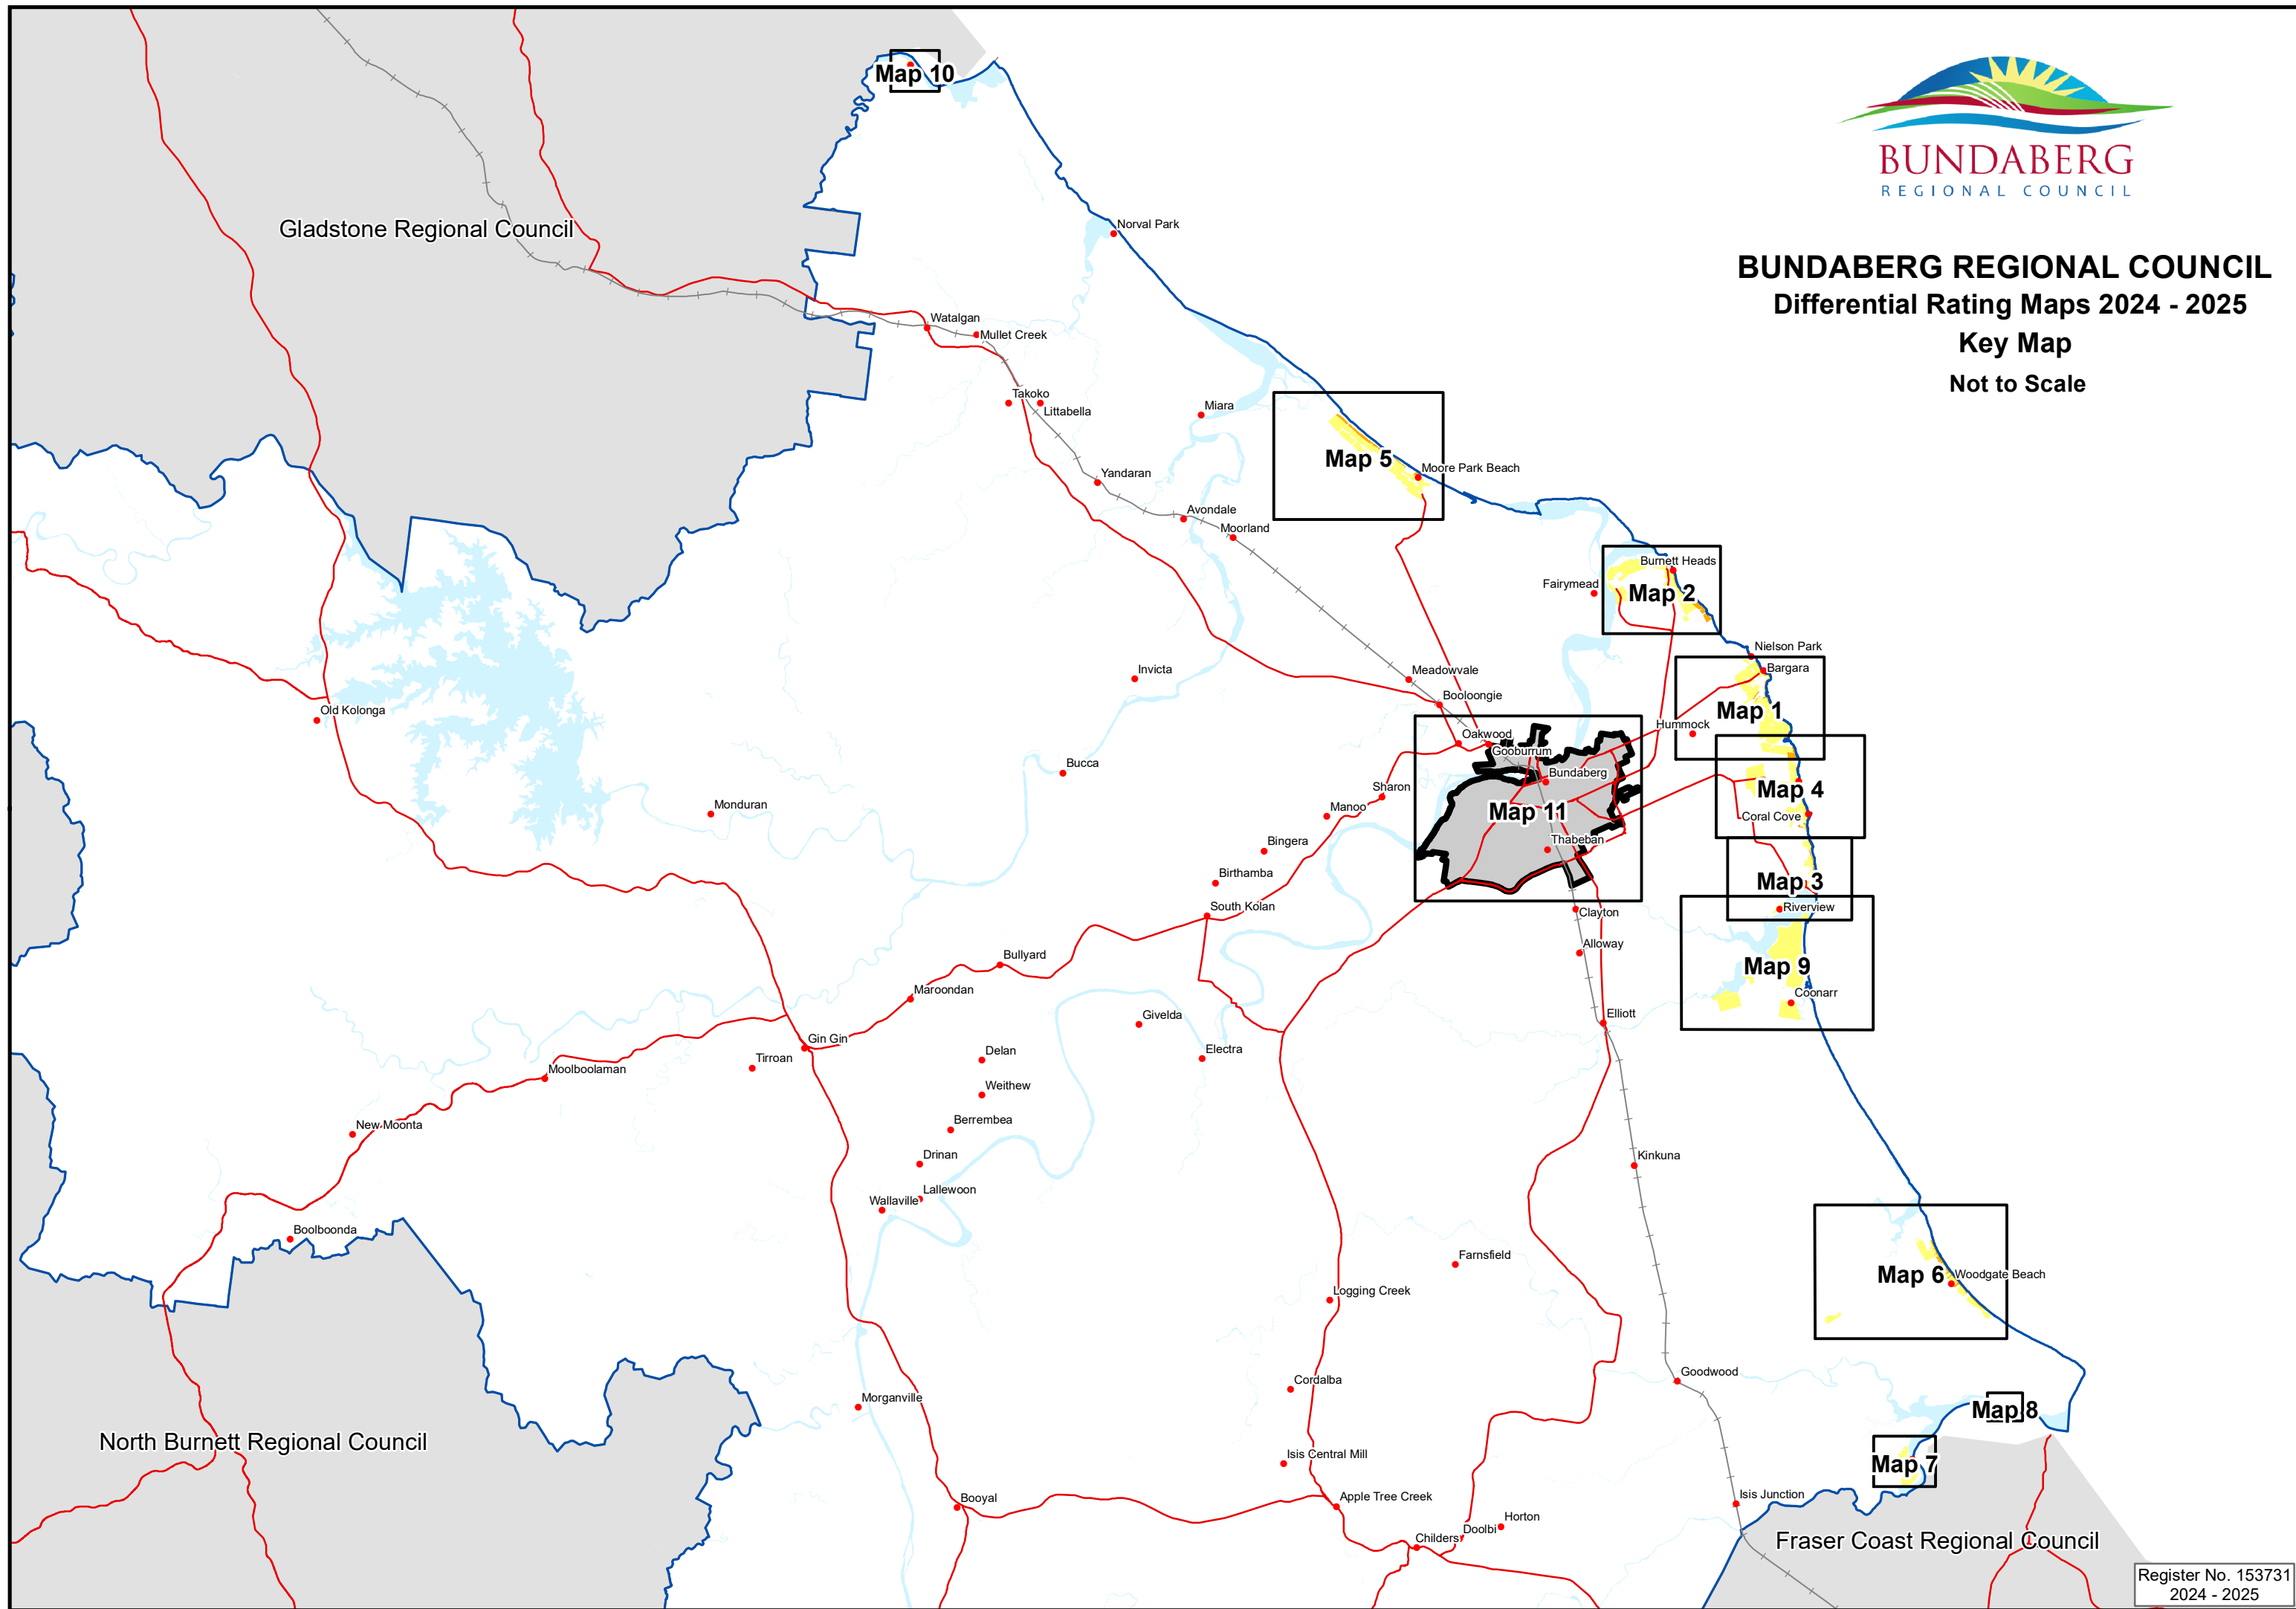 Map 10
BUNDABERG
REGIONAL COUNCIL
BUNDABERG REGIONAL COUNCIL
Differential Rating Maps 2024 - 2025
Key Map
Not to Scale
Gladstone Regional Council
Norval Park
Watalgan
Mullet Creek
Takoko
Littabella
Miara
Map 5
Moore Park Beach
Yandaran
Avondale
Moorland
Burnett Heads
Fairymead
Map 2
Nielson Park
Bargara
Invicta
Meadowvale
Booloongie
Old Kolonga
Map 1
Hummock
Oakwood
Gooburrum
Bucca
Bundaberg
Sharon
Map 4
Monduran
Manoo
Map 11
Coral Cove
Bingera
Thabeban
Birthamba
Map 3
South Kolan
Riverview
Clayton
Alloway
Bullyard
Map 9
Maroondan
Coonarr
Givelda
Elliott
Gin Gin
Delan
Electra
Tirroan
Moolboolaman
Weithew
Berrembea
New Moonta
Drinan
Kinkuna
Lallewoon
Wallaville
Boolboonda
Farnsfield
Map 6
Woodgate Beach
Logging Creek
Goodwood
Cordalba
Morganville
Map 8
North Burnett Regional Council
Isis Central Mill
Map 7
Isis Junction
Booyal
Apple Tree Creek
Horton
Doolbi
Childers
Fraser Coast Regional Council
Register No. 153731
2024 - 2025